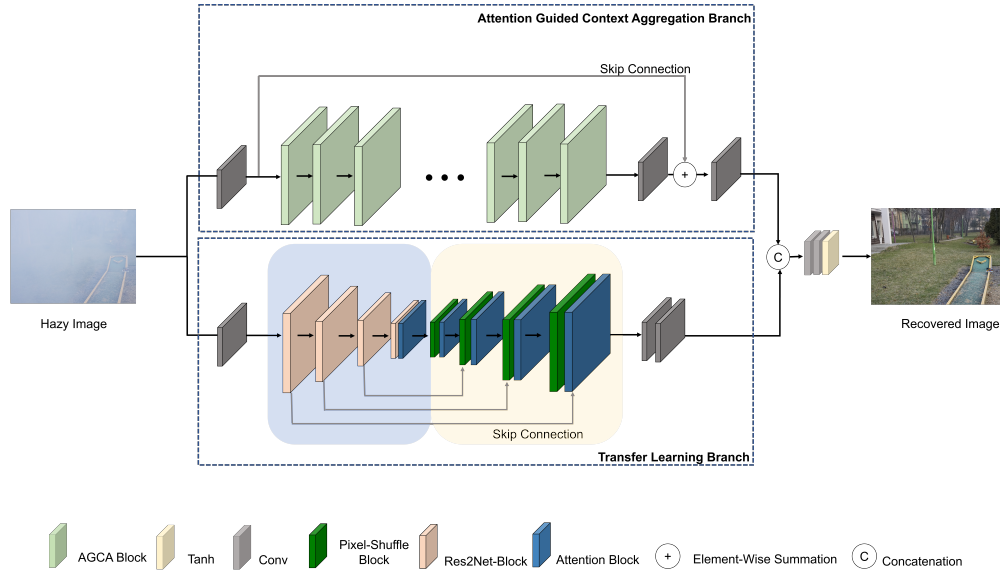 Attention Guided Context Aggregation Branch
Skip Connection
+
Hazy Image
C
Recovered Image
Skip Connection
Transfer Learning Branch
AGCA Block
Tanh
Conv
Pixel-Shuffle
Block
Res2Net-Block
Attention Block
+
Element-Wise Summation
C
Concatenation